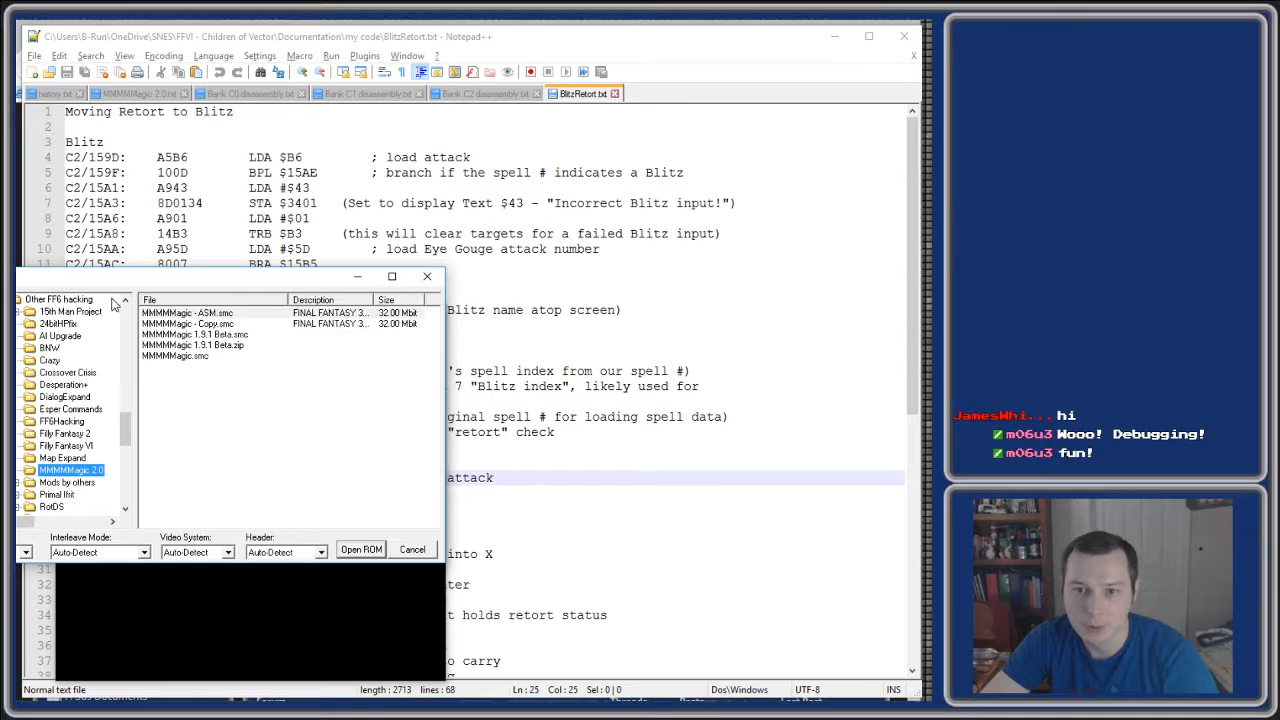 C:\Users\B-Run\OneDrive\SNES\FFVI - Children of Vector\Documentation\my code\BlitzRetort.txt - Notepad++
File Edit Search View Encoding Language Settings Macro Run Plugins Window ?
X
history.txt MMMMMagic 2.0.txt Bank C0 disassembly.txt Bank C1 disassembly.txt Bank C2 disassembly.txt BlitzRetort.txt
1 Moving Retort to Blitz
2
3 Blitz
4 C2/159D: A5B6 LDA $B6 ; load attack
5 C2/159F: 100D BPL $15AE ; branch if the spell # indicates a Blitz
6 C2/15A1: A943 LDA #$43
7 C2/15A3: 8D0134 STA $3401 (Set to display Text $43 - "Incorrect Blitz input!")
8 C2/15A6: A901 LDA #$01
9 C2/15A8: 14B3 TRB $B3 (this will clear targets for a failed Blitz input)
10 C2/15AA: A95D LDA #$5D ; load Eye Gouge attack number
11 C2/15AC: 8007 BRA $15B5
Blitz name atop screen)
's spell index from our spell #)
7 "Blitz index", likely used for
ginal spell # for loading spell data)
"retort" check
attack
into X
31
32 ter
33
34 t holds retort status
35
36
37 o carry
38
Other FF6 hacking
15th Man Project
24bitHPfix
AI Upgrade
BNW
Crazy
Crossover Crisis
Desperation+
DialogExpand
Esper Commands
FF6Hacking
Filly Fantasy 2
Filly Fantasy VI
Map Expand
MMMMMagic 2.0
Mods by others
Primal Ifrit
RotDS
File Description Size
MMMMMagic - ASM.smc FINAL FANTASY 3... 32.00 Mbit
MMMMMagic - Copy.smc FINAL FANTASY 3... 32.00 Mbit
MMMMMagic 1.9.1 Beta.smc
MMMMMagic 1.9.1 Beta.zip
MMMMMagic.smc
Interleave Mode: Video System: Header:
Auto-Detect Auto-Detect Auto-Detect Open ROM Cancel
Normal text file length : 2713 lines : 68 Ln : 25 Col : 25 Sel : 0 | 0 Dos\Windows UTF-8 INS
JamesWhi... hi
m06u3 Wooo! Debugging!
m06u3 fun!